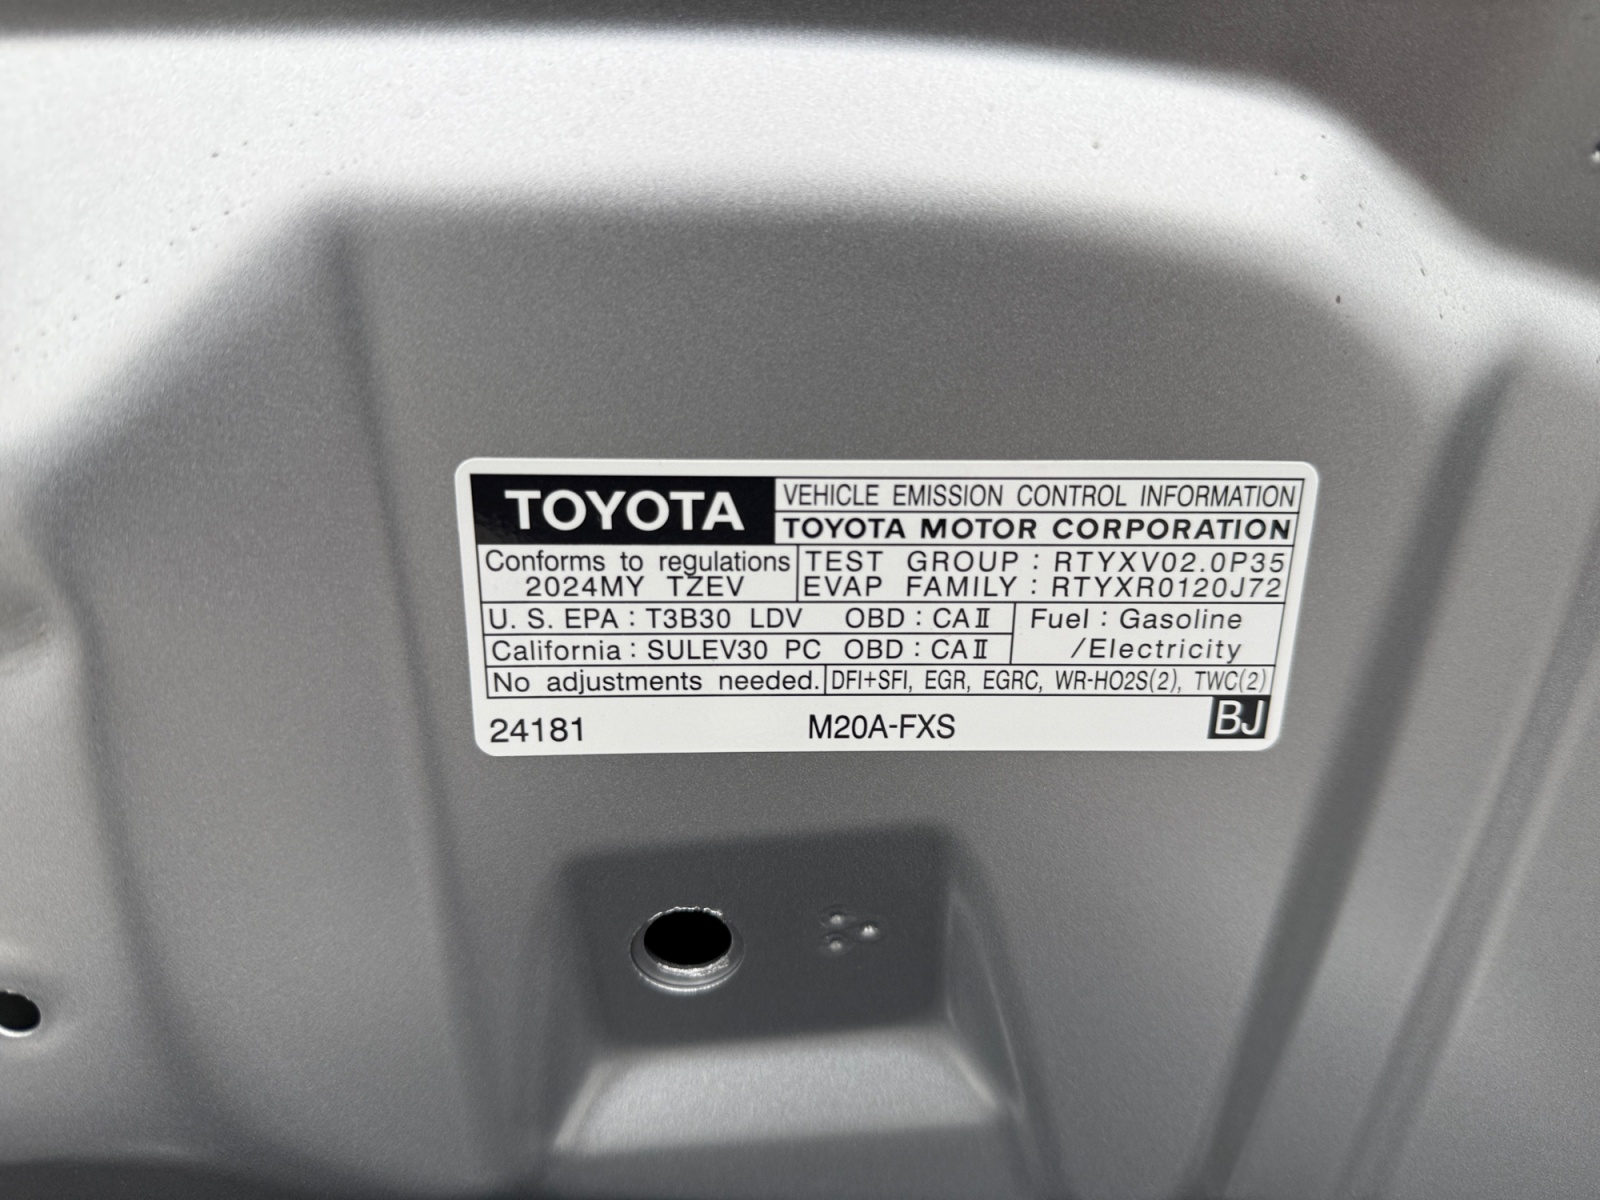 TOYOTA VEHICLE EMISSION CONTROL INFORMATION
TOYOTA MOTOR CORPORATION
Conforms to regulations TEST GROUP : RTYXV02.0P35
2024MY TZEV EVAP FAMILY : RTYXR0120J72
U. S. EPA : T3B30 LDV OBD : CAⅡ Fuel : Gasoline
California : SULEV30 PC OBD : CAⅡ /Electricity
No adjustments needed. DFI+SFI, EGR, EGRC, WR-HO2S(2), TWC(2)
24181 M20A-FXS BJ